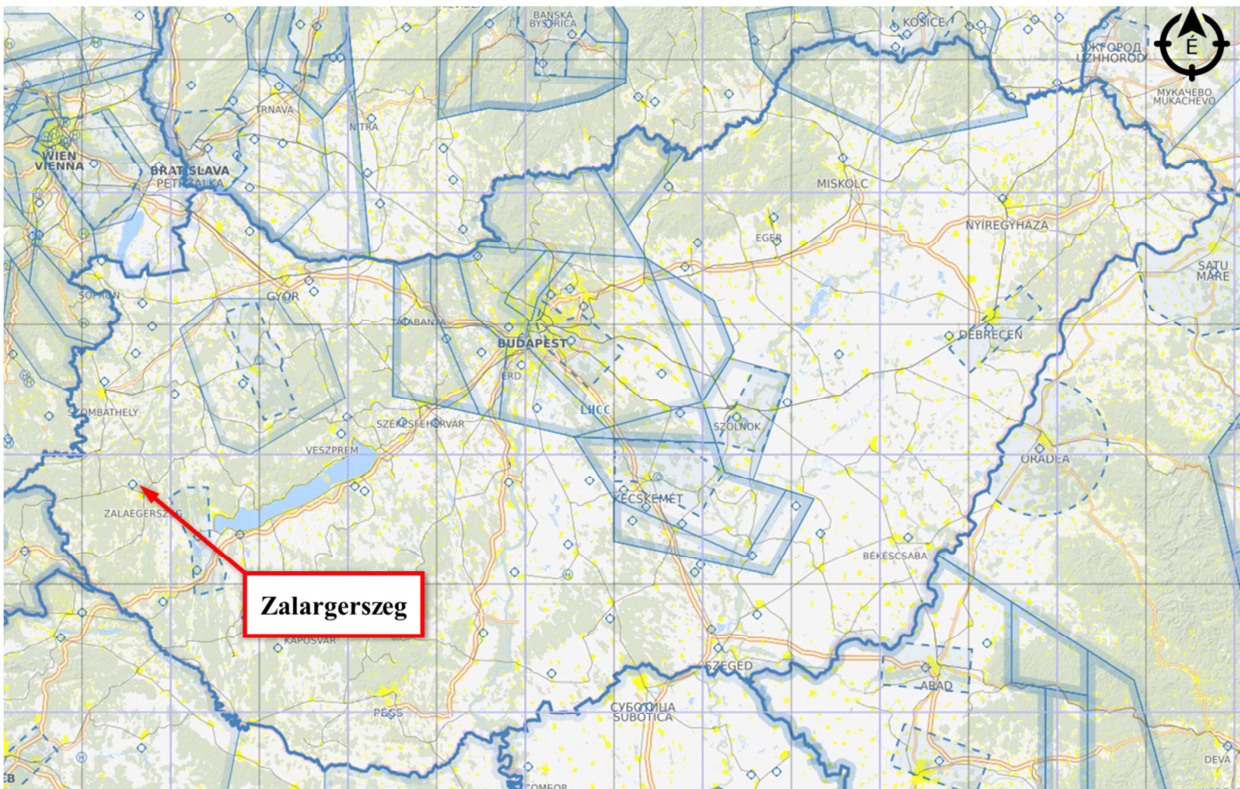 BANSKÁ
BYSTRICA
KOŠICE
É
УЖГОРОД
UZHHOROD
МУКАЧЕВО
MUKACHEVO
TRNAVA
NITRA
WIEN
VIENNA
BRATISLAVA
PETRŽALKA
MISKOLC
NYÍREGYHÁZA
EGER
SATU
MARE
SOPRON
GYŐR
TATABÁNYA
BUDAPEST
DEBRECEN
ÉRD
LHCC
SZOMBATHELY
SZÉKESFEHÉRVÁR
SZOLNOK
VESZPRÉM
ORADEA
KECSKEMÉT
ZALAEGERSZEG
BÉKÉSCSABA
Zalargerszeg
KAPOSVÁR
SZEGED
ARAD
PÉCS
СУБОТИЦА
SUBOTICA
DEVA
СОМБОР